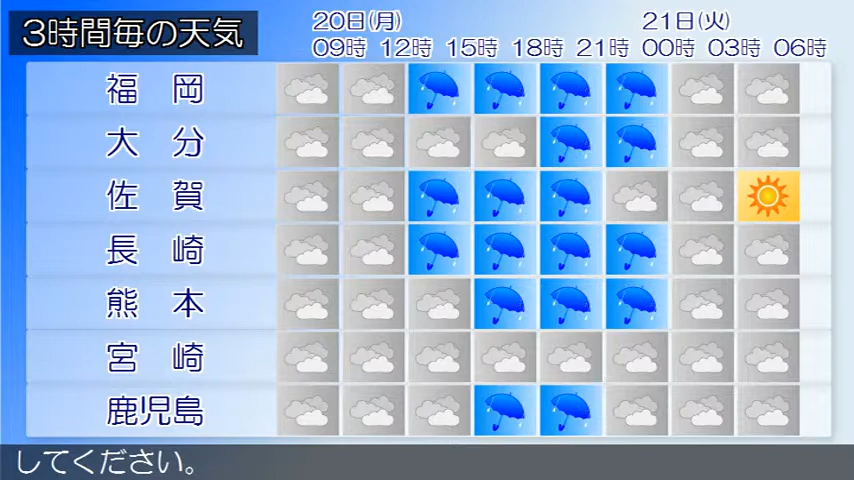 3時間毎の天気
20日(月) 21日(火)
09時 12時 15時 18時 21時 00時 03時 06時
福岡
大分
佐賀
長崎
熊本
宮崎
鹿児島
してください。